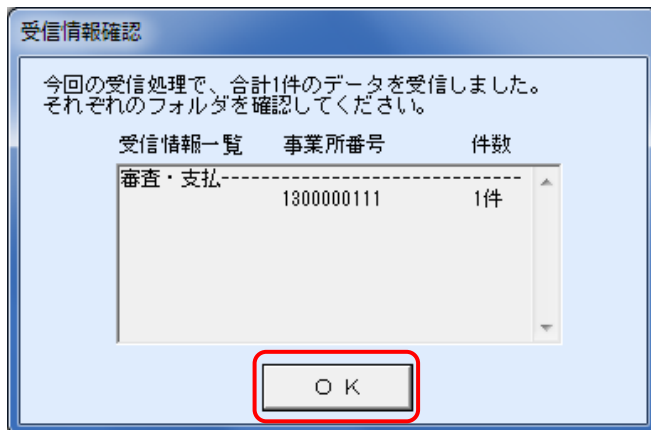 受信情報確認
今回の受信処理で、合計1件のデータを受信しました。
それぞれのフォルダを確認してください。
受信情報一覧 事業所番号 件数
審査・支払------------------------------
1300000111 1件
ＯＫ